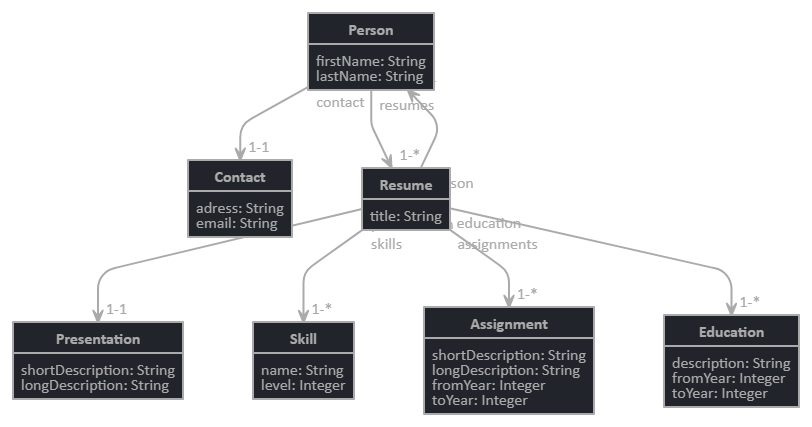 Person
firstName: String
lastName: String
contact
resumes
1-1
1-*
Contact
adress: String
email: String
Resume
title: String
son
education
skills
assignments
1-1
1-*
1-*
1-*
Presentation
shortDescription: String
longDescription: String
Skill
name: String
level: Integer
Assignment
shortDescription: String
longDescription: String
fromYear: Integer
toYear: Integer
Education
description: String
fromYear: Integer
toYear: Integer